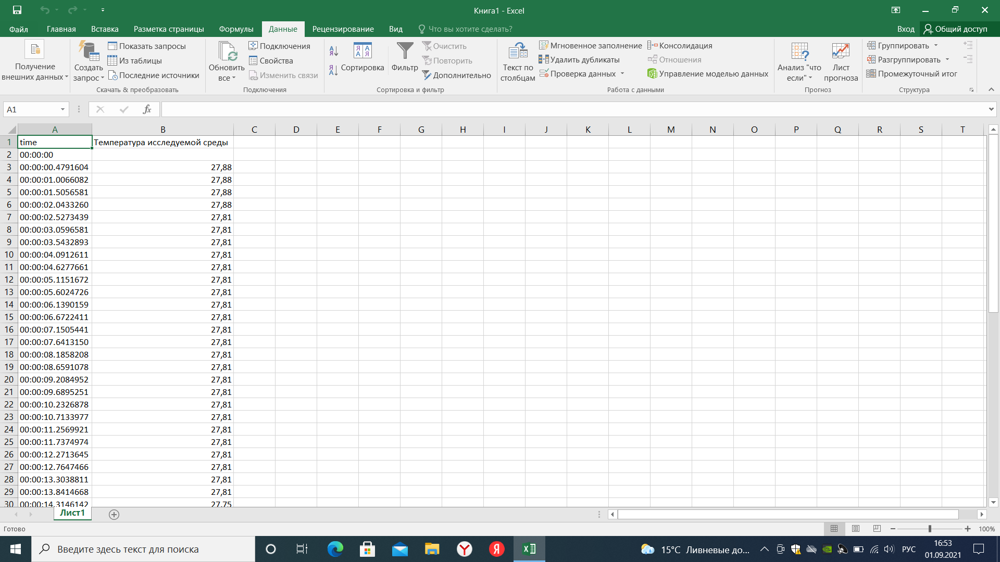 Книга1 - Excel
Файл Главная Вставка Разметка страницы Формулы Данные Рецензирование Вид Что вы хотите сделать? Вход Общий доступ
Получение внешних данных
Создать запрос
Показать запросы
Из таблицы
Последние источники
Скачать & преобразовать
Обновить все
Подключения
Свойства
Изменить связи
Подключения
Сортировка
Фильтр
Очистить
Повторить
Дополнительно
Сортировка и фильтр
Текст по столбцам
Мгновенное заполнение
Удалить дубликаты
Проверка данных
Консолидация
Отношения
Управление моделью данных
Работа с данными
Анализ "что если"
Лист прогноза
Прогноз
Группировать
Разгруппировать
Промежуточный итог
Структура
A1 fx
A B C D E F G H I J K L M N O P Q R S T
1 time Температура исследуемой среды
2 00:00:00
3 00:00:00.4791604 27,88
4 00:00:01.0066082 27,88
5 00:00:01.5056581 27,88
6 00:00:02.0433260 27,88
7 00:00:02.5273439 27,81
8 00:00:03.0596581 27,81
9 00:00:03.5432893 27,81
10 00:00:04.0912611 27,81
11 00:00:04.6277661 27,81
12 00:00:05.1151672 27,81
13 00:00:05.6024726 27,81
14 00:00:06.1390159 27,81
15 00:00:06.6722411 27,81
16 00:00:07.1505441 27,81
17 00:00:07.6413150 27,81
18 00:00:08.1858208 27,81
19 00:00:08.6591078 27,81
20 00:00:09.2084952 27,81
21 00:00:09.6895251 27,81
22 00:00:10.2326878 27,81
23 00:00:10.7133977 27,81
24 00:00:11.2569921 27,81
25 00:00:11.7374974 27,81
26 00:00:12.2713645 27,81
27 00:00:12.7647466 27,81
28 00:00:13.3038811 27,81
29 00:00:13.8414668 27,81
30 00:00:14.3146142 27,75
Лист1
Готово 100%
Введите здесь текст для поиска
15°C Ливневые до...
РУС
16:53
01.09.2021